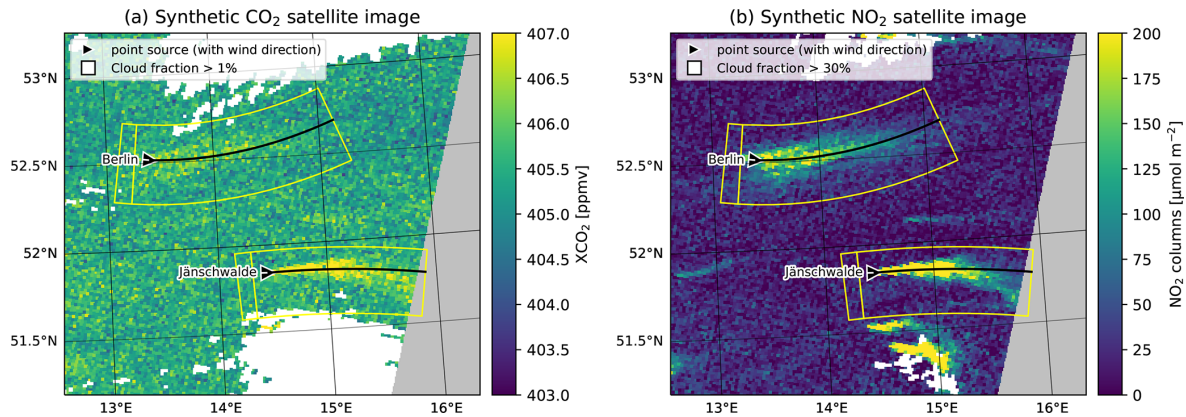 (a) Synthetic CO₂ satellite image
point source (with wind direction)
Cloud fraction > 1%
53°N
52.5°N
52°N
51.5°N
Berlin
Jänschwalde
13°E
14°E
15°E
16°E
407.0
406.5
406.0
405.5
405.0
404.5
404.0
403.5
403.0
XCO₂ [ppmv]
(b) Synthetic NO₂ satellite image
point source (with wind direction)
Cloud fraction > 30%
53°N
52.5°N
52°N
51.5°N
Berlin
Jänschwalde
13°E
14°E
15°E
16°E
200
175
150
125
100
75
50
25
0
NO₂ columns [µmol m⁻²]